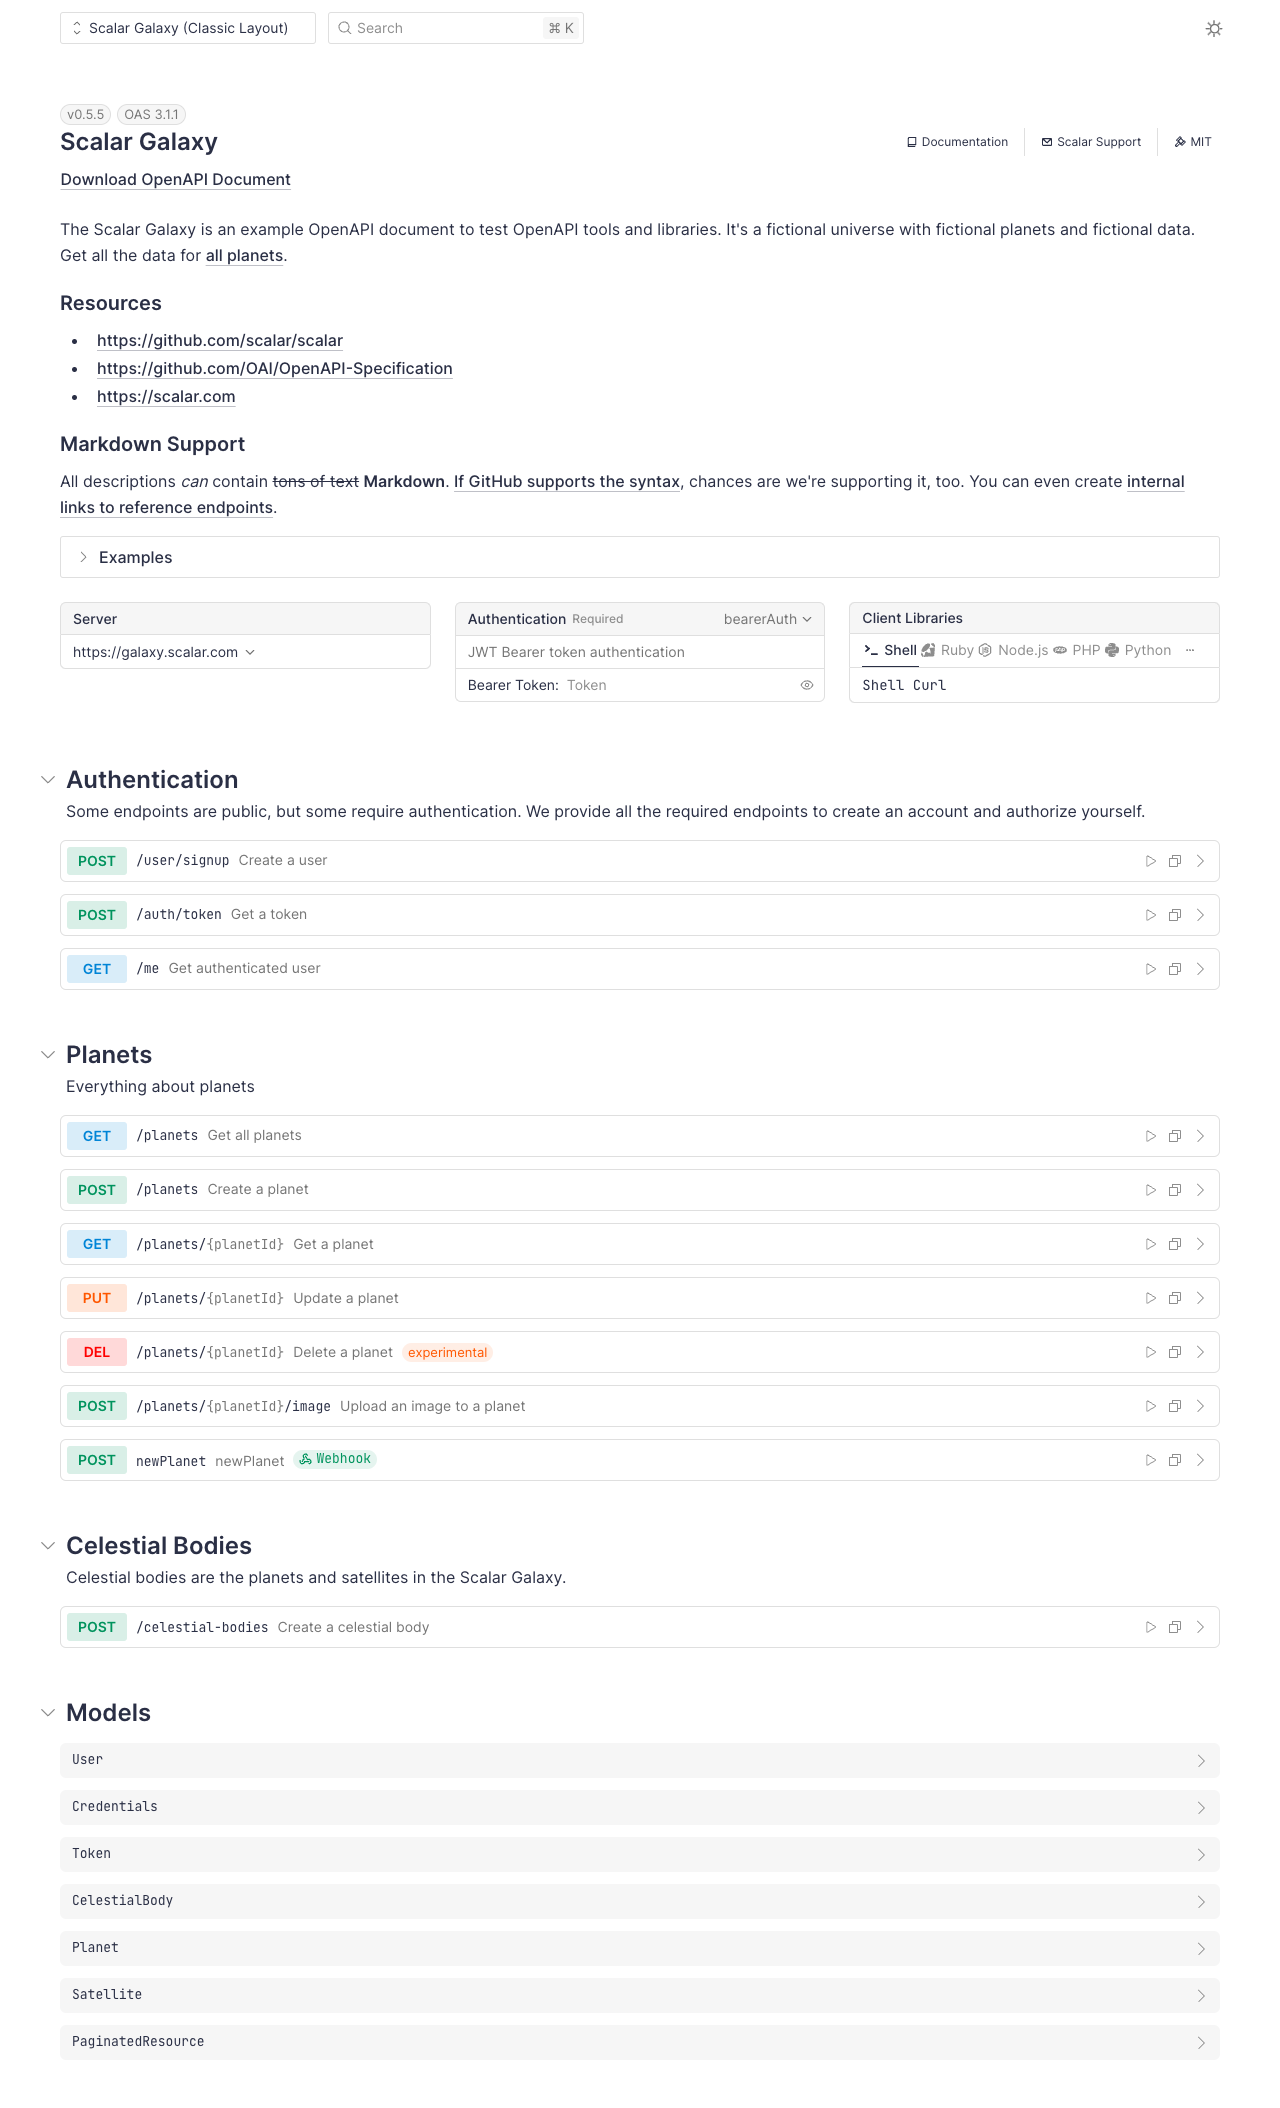 Scalar Galaxy (Classic Layout)
Search
⌘ K
v0.5.5
OAS 3.1.1
Scalar Galaxy
Documentation
Scalar Support
MIT
Download OpenAPI Document
The Scalar Galaxy is an example OpenAPI document to test OpenAPI tools and libraries. It's a fictional universe with fictional planets and fictional data.
Get all the data for all planets.
Resources
• https://github.com/scalar/scalar
• https://github.com/OAI/OpenAPI-Specification
• https://scalar.com
Markdown Support
All descriptions can contain tons of text Markdown. If GitHub supports the syntax, chances are we're supporting it, too. You can even create internal
links to reference endpoints.
Examples
Server
https://galaxy.scalar.com
Authentication Required
bearerAuth
JWT Bearer token authentication
Bearer Token: Token
Client Libraries
Shell Ruby Node.js PHP Python ···
Shell Curl
Authentication
Some endpoints are public, but some require authentication. We provide all the required endpoints to create an account and authorize yourself.
POST /user/signup Create a user
POST /auth/token Get a token
GET /me Get authenticated user
Planets
Everything about planets
GET /planets Get all planets
POST /planets Create a planet
GET /planets/{planetId} Get a planet
PUT /planets/{planetId} Update a planet
DEL /planets/{planetId} Delete a planet experimental
POST /planets/{planetId}/image Upload an image to a planet
POST newPlanet newPlanet Webhook
Celestial Bodies
Celestial bodies are the planets and satellites in the Scalar Galaxy.
POST /celestial-bodies Create a celestial body
Models
User
Credentials
Token
CelestialBody
Planet
Satellite
PaginatedResource